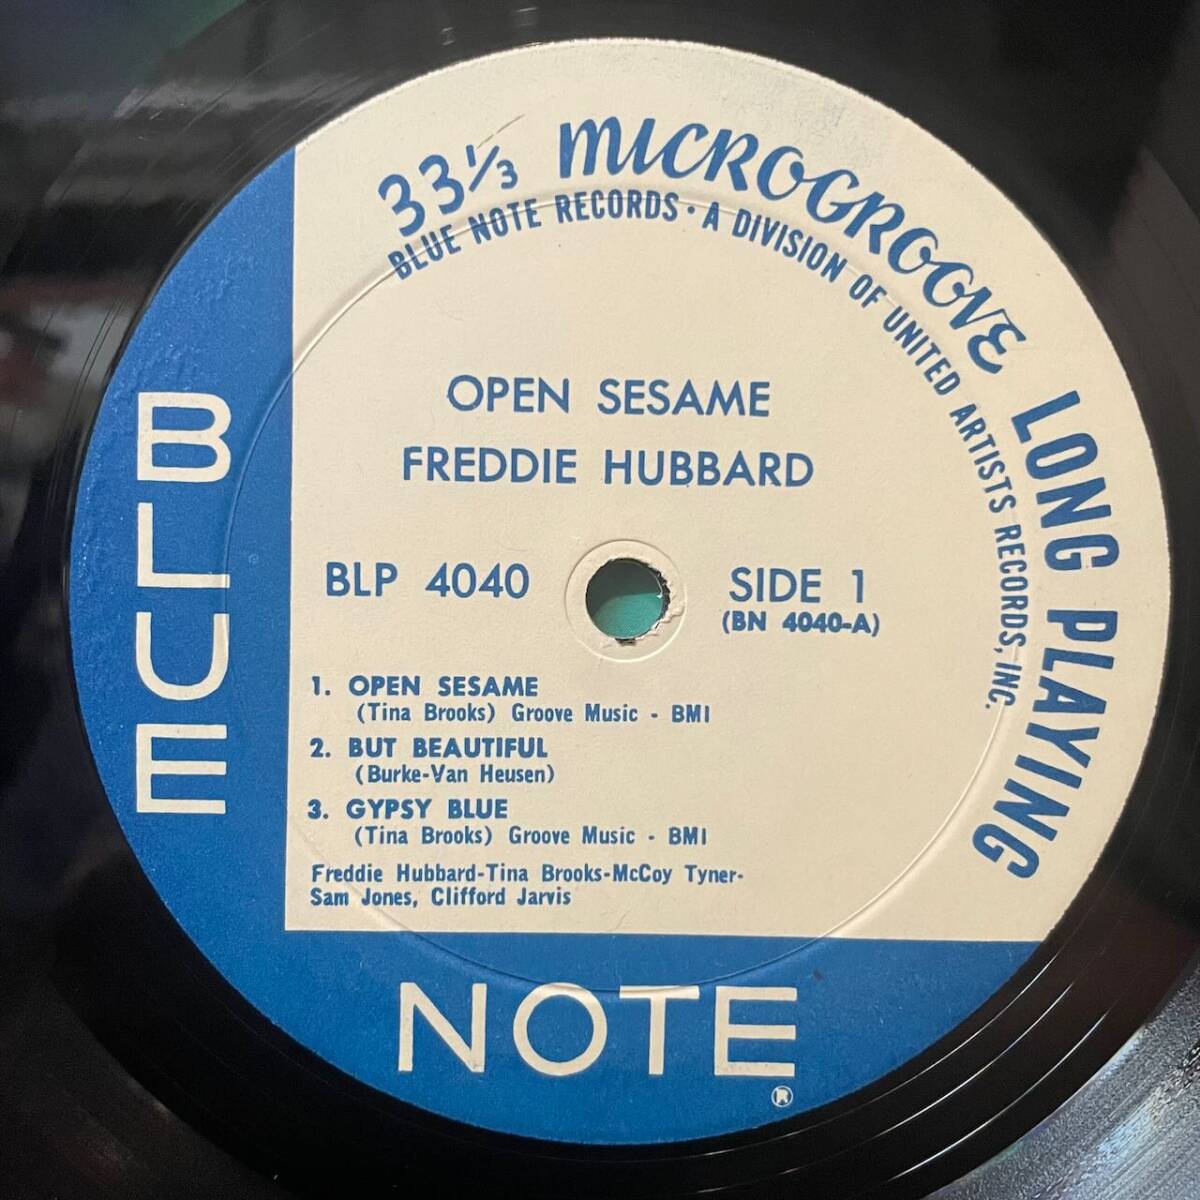 33⅓ MICROGROOVE LONG PLAYING
BLUE NOTE RECORDS • A DIVISION OF UNITED ARTISTS RECORDS, INC.
OPEN SESAME
FREDDIE HUBBARD
BLP 4040
SIDE 1
(BN 4040-A)
1. OPEN SESAME
(Tina Brooks) Groove Music - BMI
2. BUT BEAUTIFUL
(Burke-Van Heusen)
3. GYPSY BLUE
(Tina Brooks) Groove Music - BMI
Freddie Hubbard-Tina Brooks-McCoy Tyner-
Sam Jones, Clifford Jarvis
BLUE
NOTE
®